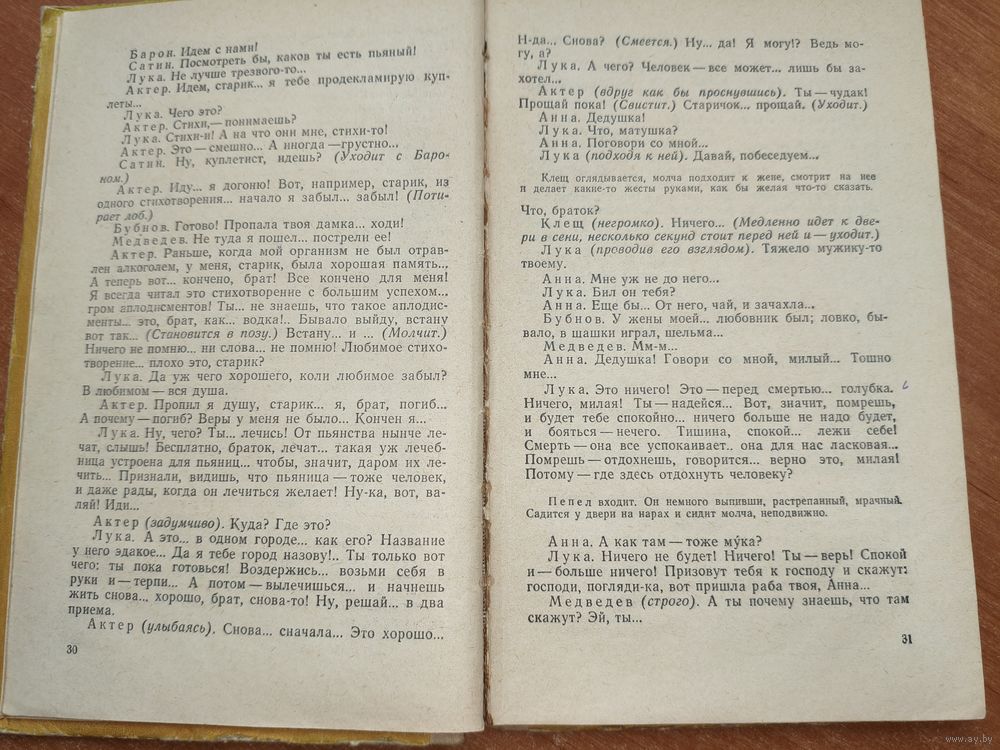 Барон. Идем с нами!
Сатин. Посмотреть бы, каков ты есть пьяный!
Лука. Не лучше трезвого-то...
Актер. Идем, старик... я тебе продекламирую куп-
леты...
Лука. Чего это?
Актер. Стихи,— понимаешь?
Лука. Стихи-и! А на что они мне, стихи-то!
Актер. Это — смешно... А иногда — грустно...
Сатин. Ну, куплетист, идешь? (Уходит с Баро-
ном.)
Актер. Иду... я догоню! Вот, например, старик, из
одного стихотворения... начало я забыл... забыл! (Поти-
рает лоб.)
Бубнов. Готово! Пропала твоя дамка... ходи!
Медведев. Не туда я пошел... пострели ее!
Актер. Раньше, когда мой организм не был отрав-
лен алкоголем, у меня, старик, была хорошая память...
А теперь вот... кончено, брат! Все кончено для меня!
Я всегда читал это стихотворение с большим успехом...
гром аплодисментов! Ты... не знаешь, что такое аплодис-
менты... это, брат, как... водка!.. Бывало выйду, встану
вот так... (Становится в позу.) Встану... и ... (Молчит.)
Ничего не помню... ни слова... не помню! Любимое стихо-
творение... плохо это, старик?
Лука. Да уж чего хорошего, коли любимое забыл?
В любимом — вся душа.
Актер. Пропил я душу, старик... я, брат, погиб...
А почему — погиб? Веры у меня не было... Кончен я...
Лука. Ну, чего? Ты... лечись! От пьянства нынче ле-
чат, слышь! Бесплатно, браток, лечат... такая уж лечеб-
ница устроена для пьяниц... чтобы, значит, даром их ле-
чить... Признали, видишь, что пьяница — тоже человек,
и даже рады, когда он лечиться желает! Ну-ка, вот, ва-
ляй! Иди...
Актер (задумчиво). Куда? Где это?
Лука. А это... в одном городе... как его? Название
у него эдакое... Да я тебе город назову!.. Ты только вот
чего: ты пока готовься! Воздержись... возьми себя в
руки и — терпи... А потом — вылечишься... и начнешь
жить снова... хорошо, брат, снова-то! Ну, решай... в два
приема.
Актер (улыбаясь). Снова... сначала... Это хорошо...
30
Н-да... Снова? (Смеется.) Ну... да! Я могу!? Ведь мо-
гу, а?
Лука. А чего? Человек — все может... лишь бы за-
хотел...
Актер (вдруг как бы проснувшись). Ты — чудак!
Прощай пока! (Свистит.) Старичок... прощай. (Уходит.)
Анна. Дедушка!
Лука. Что, матушка?
Анна. Поговори со мной...
Лука (подходя к ней). Давай, побеседуем...
Клещ оглядывается, молча подходит к жене, смотрит на нее
и делает какие-то жесты руками, как бы желая что-то сказать.
Что, браток?
Клещ (негромко). Ничего... (Медленно идет к две-
ри в сени, несколько секунд стоит перед ней и — уходит.)
Лука (проводив его взглядом). Тяжело мужику-то
твоему.
Анна. Мне уж не до него...
Лука. Бил он тебя?
Анна. Еще бы... От него, чай, и зачахла...
Бубнов. У жены моей... любовник был; ловко, бы-
вало, в шашки играл, шельма...
Медведев. Мм-м...
Анна. Дедушка! Говори со мной, милый... Тошно
мне...
Лука. Это ничего! Это — перед смертью... голубка.
Ничего, милая! Ты — надейся... Вот, значит, помрешь,
и будет тебе спокойно... ничего больше не надо будет,
и бояться — нечего. Тишина, спокой... лежи себе!
Смерть — она все успокаивает.. она для нас ласковая...
Помрешь — отдохнешь, говорится... верно это, милая!
Потому — где здесь отдохнуть человеку?
Пепел входит. Он немного выпивши, растрепанный, мрачный.
Садится у двери на нарах и сидит молча, неподвижно.
Анна. А как там — тоже му́ка?
Лука. Ничего не будет! Ничего! Ты — верь! Спокой
и — больше ничего! Призовут тебя к господу и скажут:
господи, погляди-ка, вот пришла раба твоя, Анна...
Медведев (строго). А ты почему знаешь, что там
скажут? Эй, ты...
31
www.ay.by